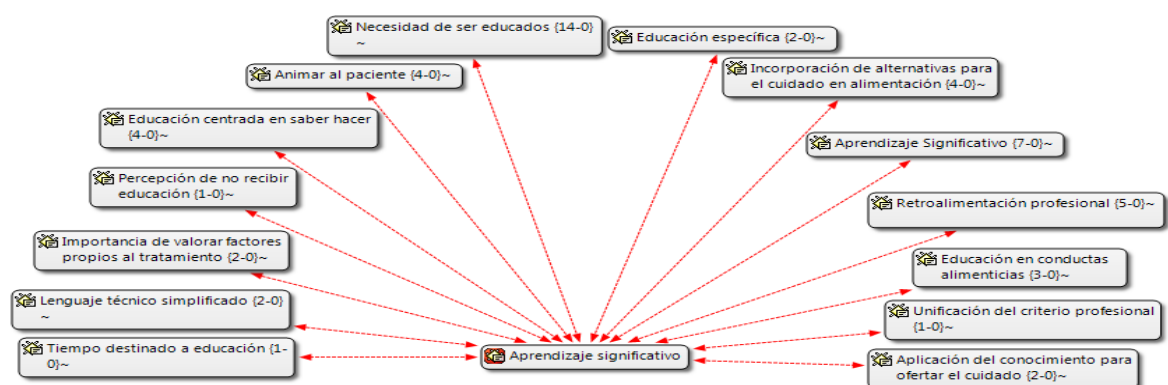 Necesidad de ser educados {14-0}
~
Educación específica {2-0}~
Animar al paciente {4-0}~
Incorporación de alternativas para
el cuidado en alimentación {4-0}~
Educación centrada en saber hacer
{4-0}~
Aprendizaje Significativo {7-0}~
Percepción de no recibir
educación {1-0}~
Retroalimentación profesional {5-0}~
Importancia de valorar factores
propios al tratamiento {2-0}~
Educación en conductas
alimenticias {3-0}~
Lenguaje técnico simplificado {2-0}
~
Unificación del criterio profesional
{1-0}~
Tiempo destinado a educación {1-
0}~
Aprendizaje significativo
Aplicación del conocimiento para
ofertar el cuidado {2-0}~